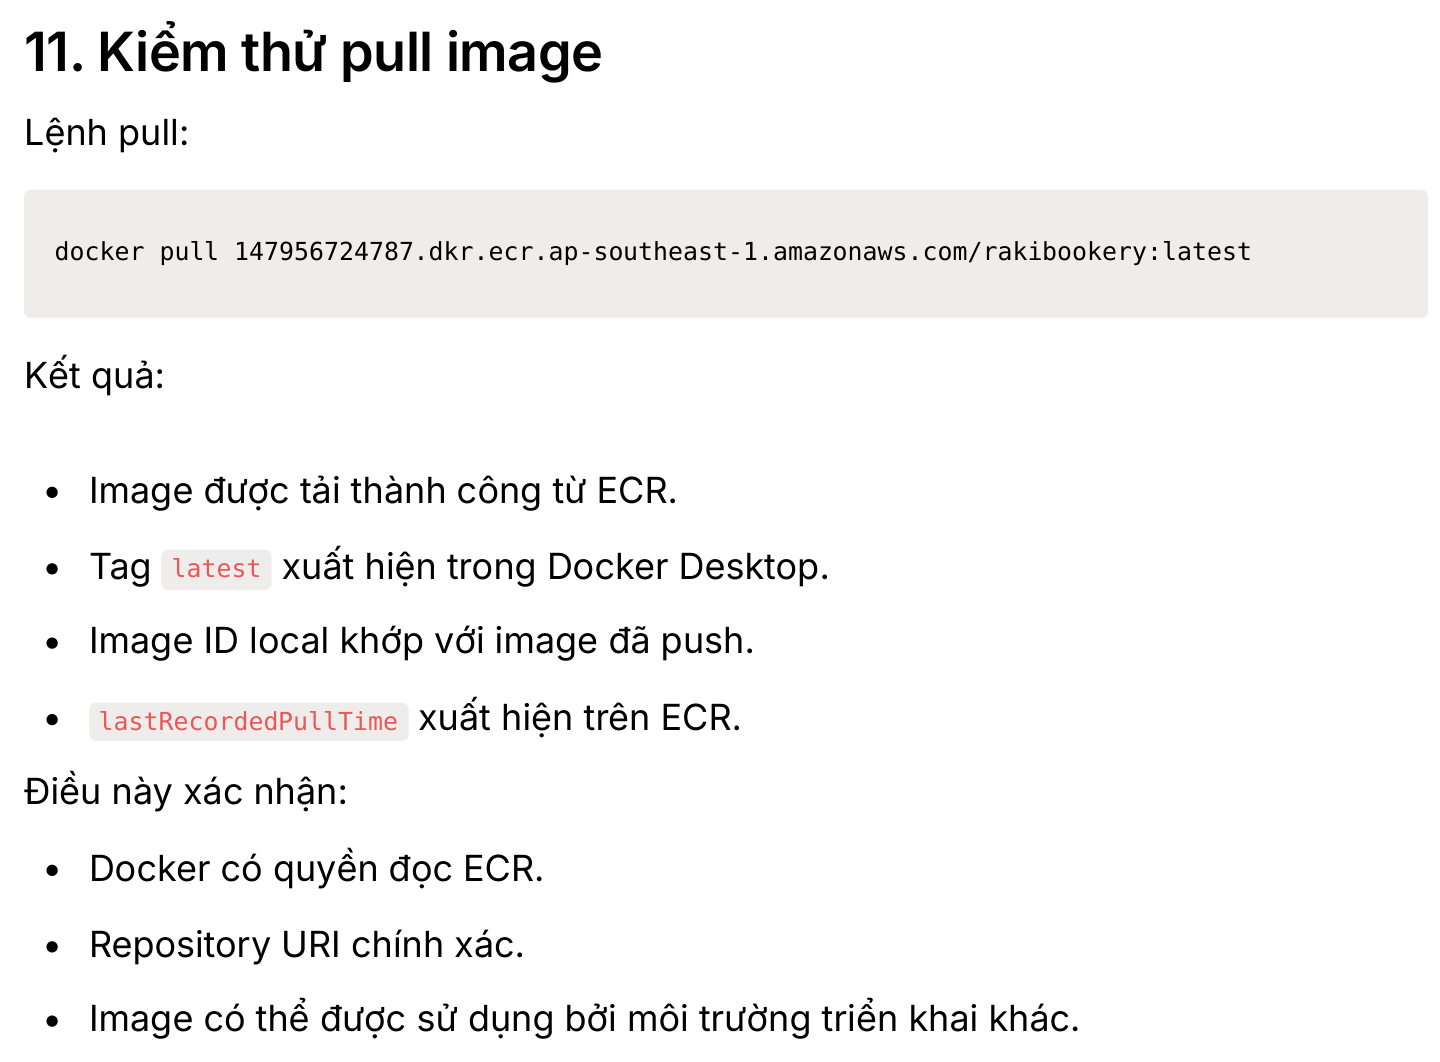 11. Kiểm thử pull image
Lệnh pull:
docker pull 147956724787.dkr.ecr.ap-southeast-1.amazonaws.com/rakibookery:latest
Kết quả:
• Image được tải thành công từ ECR.
• Tag latest xuất hiện trong Docker Desktop.
• Image ID local khớp với image đã push.
• lastRecordedPullTime xuất hiện trên ECR.
Điều này xác nhận:
• Docker có quyền đọc ECR.
• Repository URI chính xác.
• Image có thể được sử dụng bởi môi trường triển khai khác.